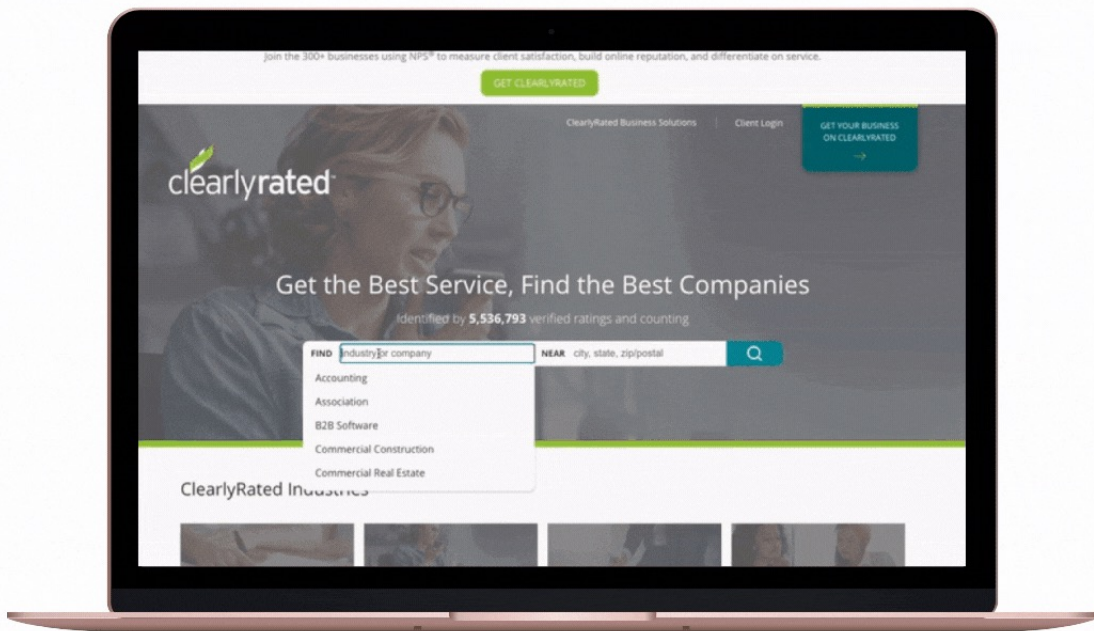 Join the 300+ businesses using NPS® to measure client satisfaction, build online reputation, and differentiate on service.
GET CLEARLYRATED
ClearlyRated Business Solutions | Client Login
GET YOUR BUSINESS
ON CLEARLYRATED
→
clearlyrated™
Get the Best Service, Find the Best Companies
Identified by 5,536,793 verified ratings and counting
FIND industry or company NEAR city, state, zip/postal
Accounting
Association
B2B Software
Commercial Construction
Commercial Real Estate
ClearlyRated Industries